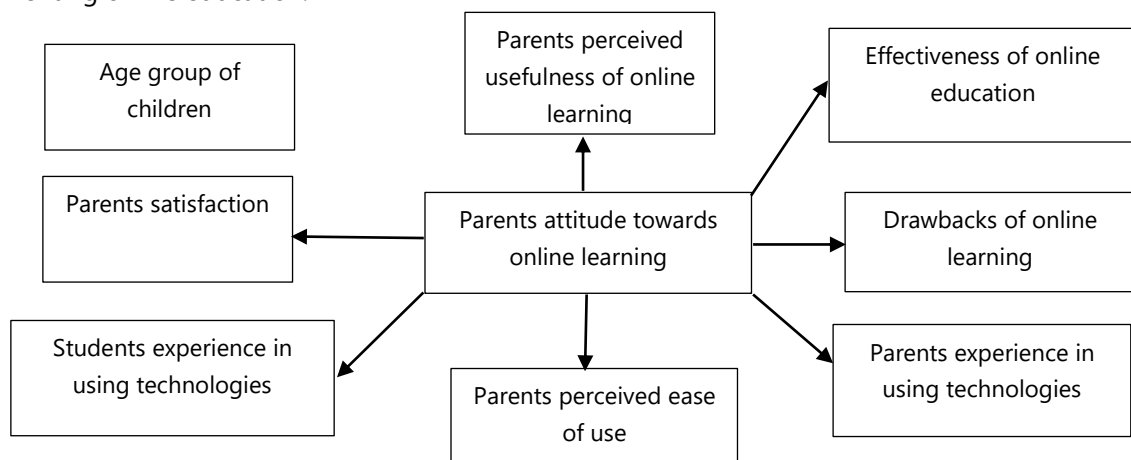 Age group of
children
Parents perceived
usefulness of online
learning
Effectiveness of online
education
Parents satisfaction
Parents attitude towards
online learning
Drawbacks of online
learning
Students experience in
using technologies
Parents perceived ease
of use
Parents experience in
using technologies